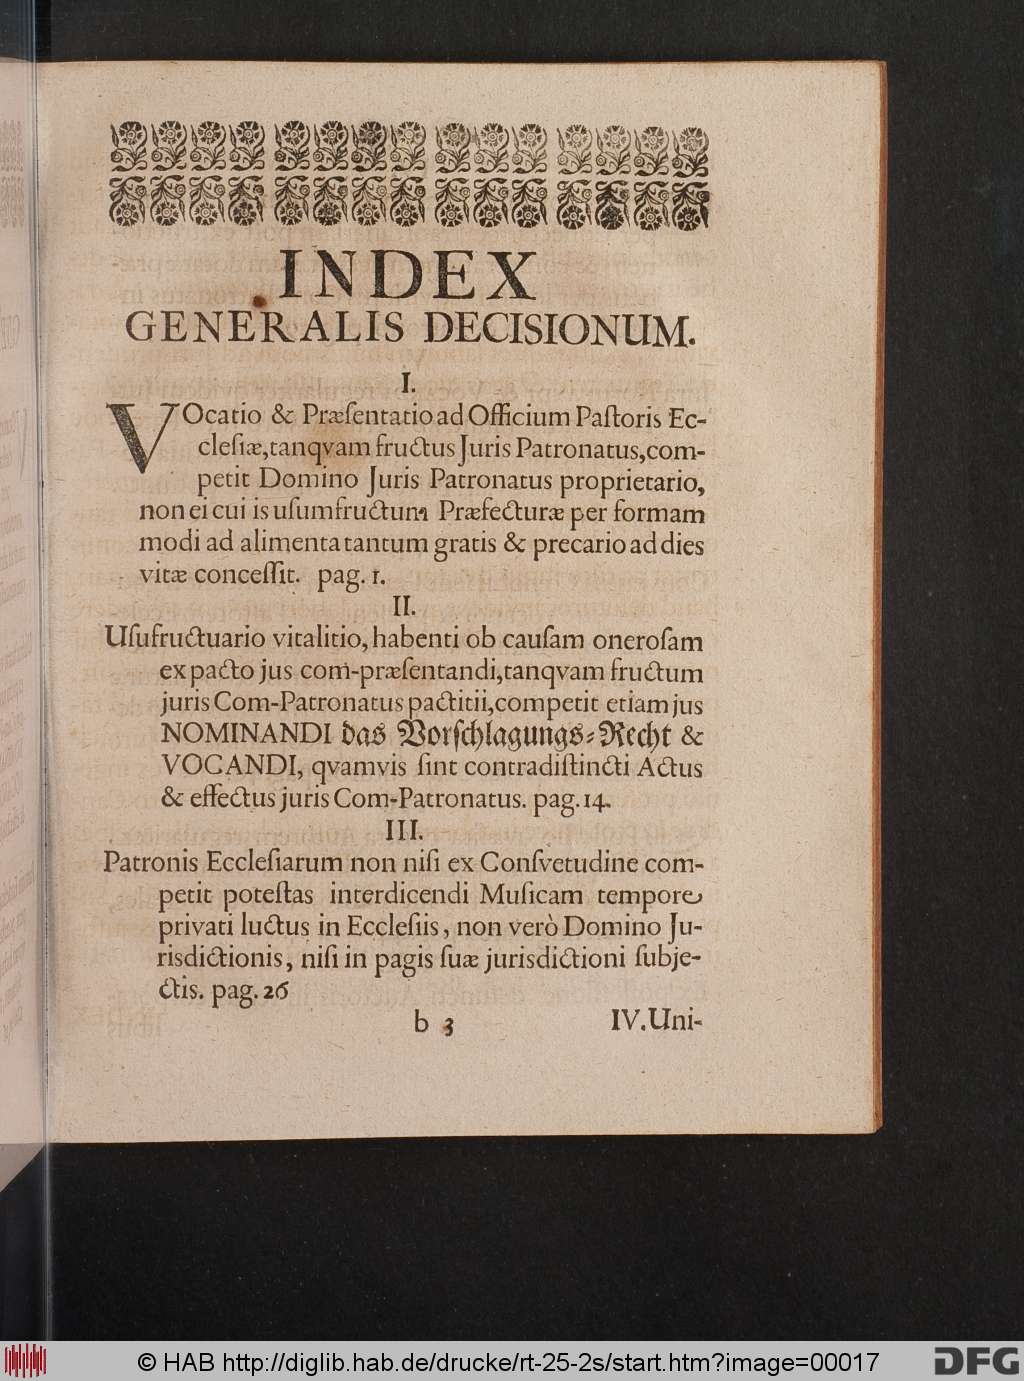 INDEX
GENERALIS DECISIONUM.
I.
VOcatio & Præſentatio ad Officium Paſtoris Ec-
cleſiæ, tanqvam fructus Juris Patronatus, com-
petit Domino Juris Patronatus proprietario,
non ei cui is uſumfructum Præfecturæ per formam
modi ad alimenta tantum gratis & precario ad dies
vitæ conceſſit. pag. 1.
II.
Uſufructuario vitalitio, habenti ob cauſam oneroſam
ex pacto jus com-præſentandi, tanqvam fructum
juris Com-Patronatus pactitii, competit etiam jus
NOMINANDI das Vorſchlagungs-Recht &
VOCANDI, qvamvis ſint contradiſtincti Actus
& effectus juris Com-Patronatus. pag. 14.
III.
Patronis Eccleſiarum non niſi ex Conſvetudine com-
petit poteſtas interdicendi Muſicam tempore
privati luctus in Eccleſiis, non verò Domino Ju-
risdictionis, niſi in pagis ſuæ jurisdictioni ſubje-
ctis. pag. 26
b 3 IV. Uni-
© HAB http://diglib.hab.de/drucke/rt-25-2s/start.htm?image=00017
DFG